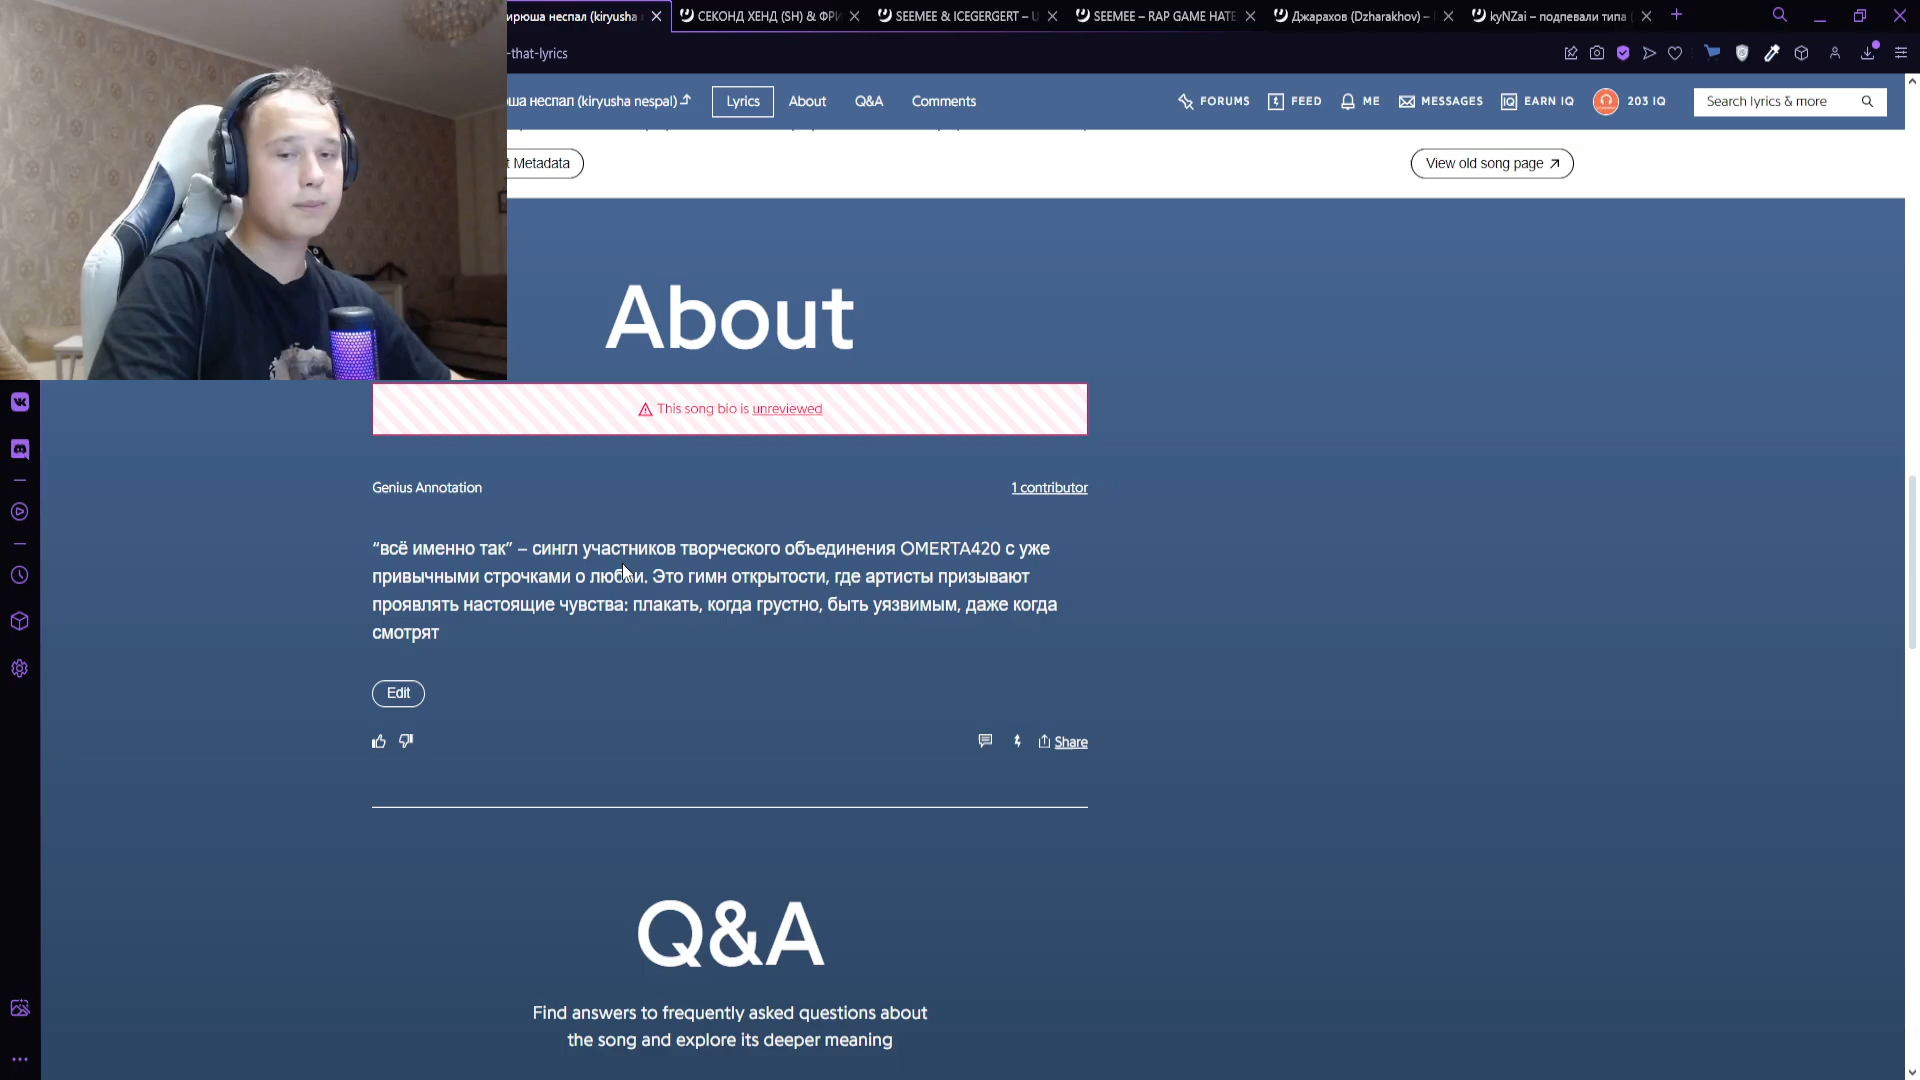 ирюша неспал (kiryusha
СЕКОНД ХЕНД (SH) & ФРИ
SEEMEE & ICEGERGERT – U
SEEMEE – RAP GAME HATE
Джарахов (Dzharakhov) –
kyNZai – подпевали типа
-that-lyrics
юша неспал (kiryusha nespal)
Lyrics
About
Q&A
Comments
FORUMS
FEED
ME
MESSAGES
EARN IQ
203 IQ
Search lyrics & more
t Metadata
View old song page
About
This song bio is unreviewed
Genius Annotation
1 contributor
“всё именно так” – сингл участников творческого объединения OMERTA420 с уже
привычными строчками о любви. Это гимн открытости, где артисты призывают
проявлять настоящие чувства: плакать, когда грустно, быть уязвимым, даже когда
смотрят
Edit
Share
Q&A
Find answers to frequently asked questions about
the song and explore its deeper meaning